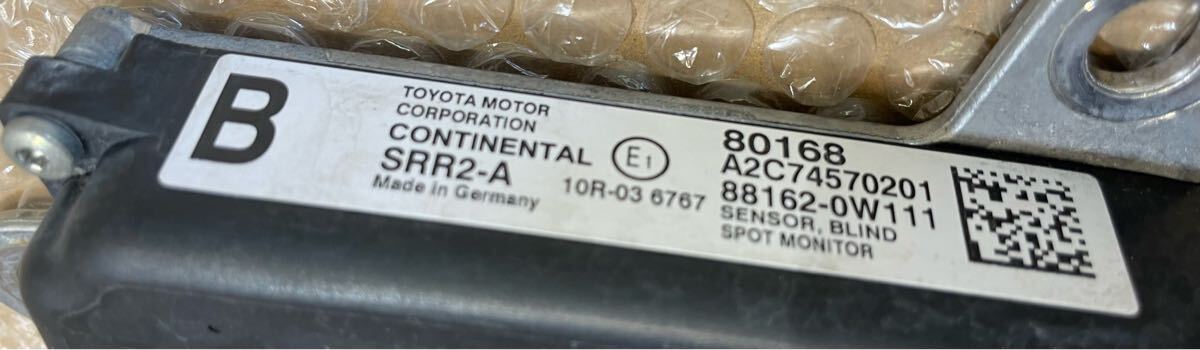 B
TOYOTA MOTOR
CORPORATION
CONTINENTAL
SRR2-A
Made in Germany
E1
10R-03 6767
80168
A2C74570201
88162-0W111
SENSOR, BLIND
SPOT MONITOR